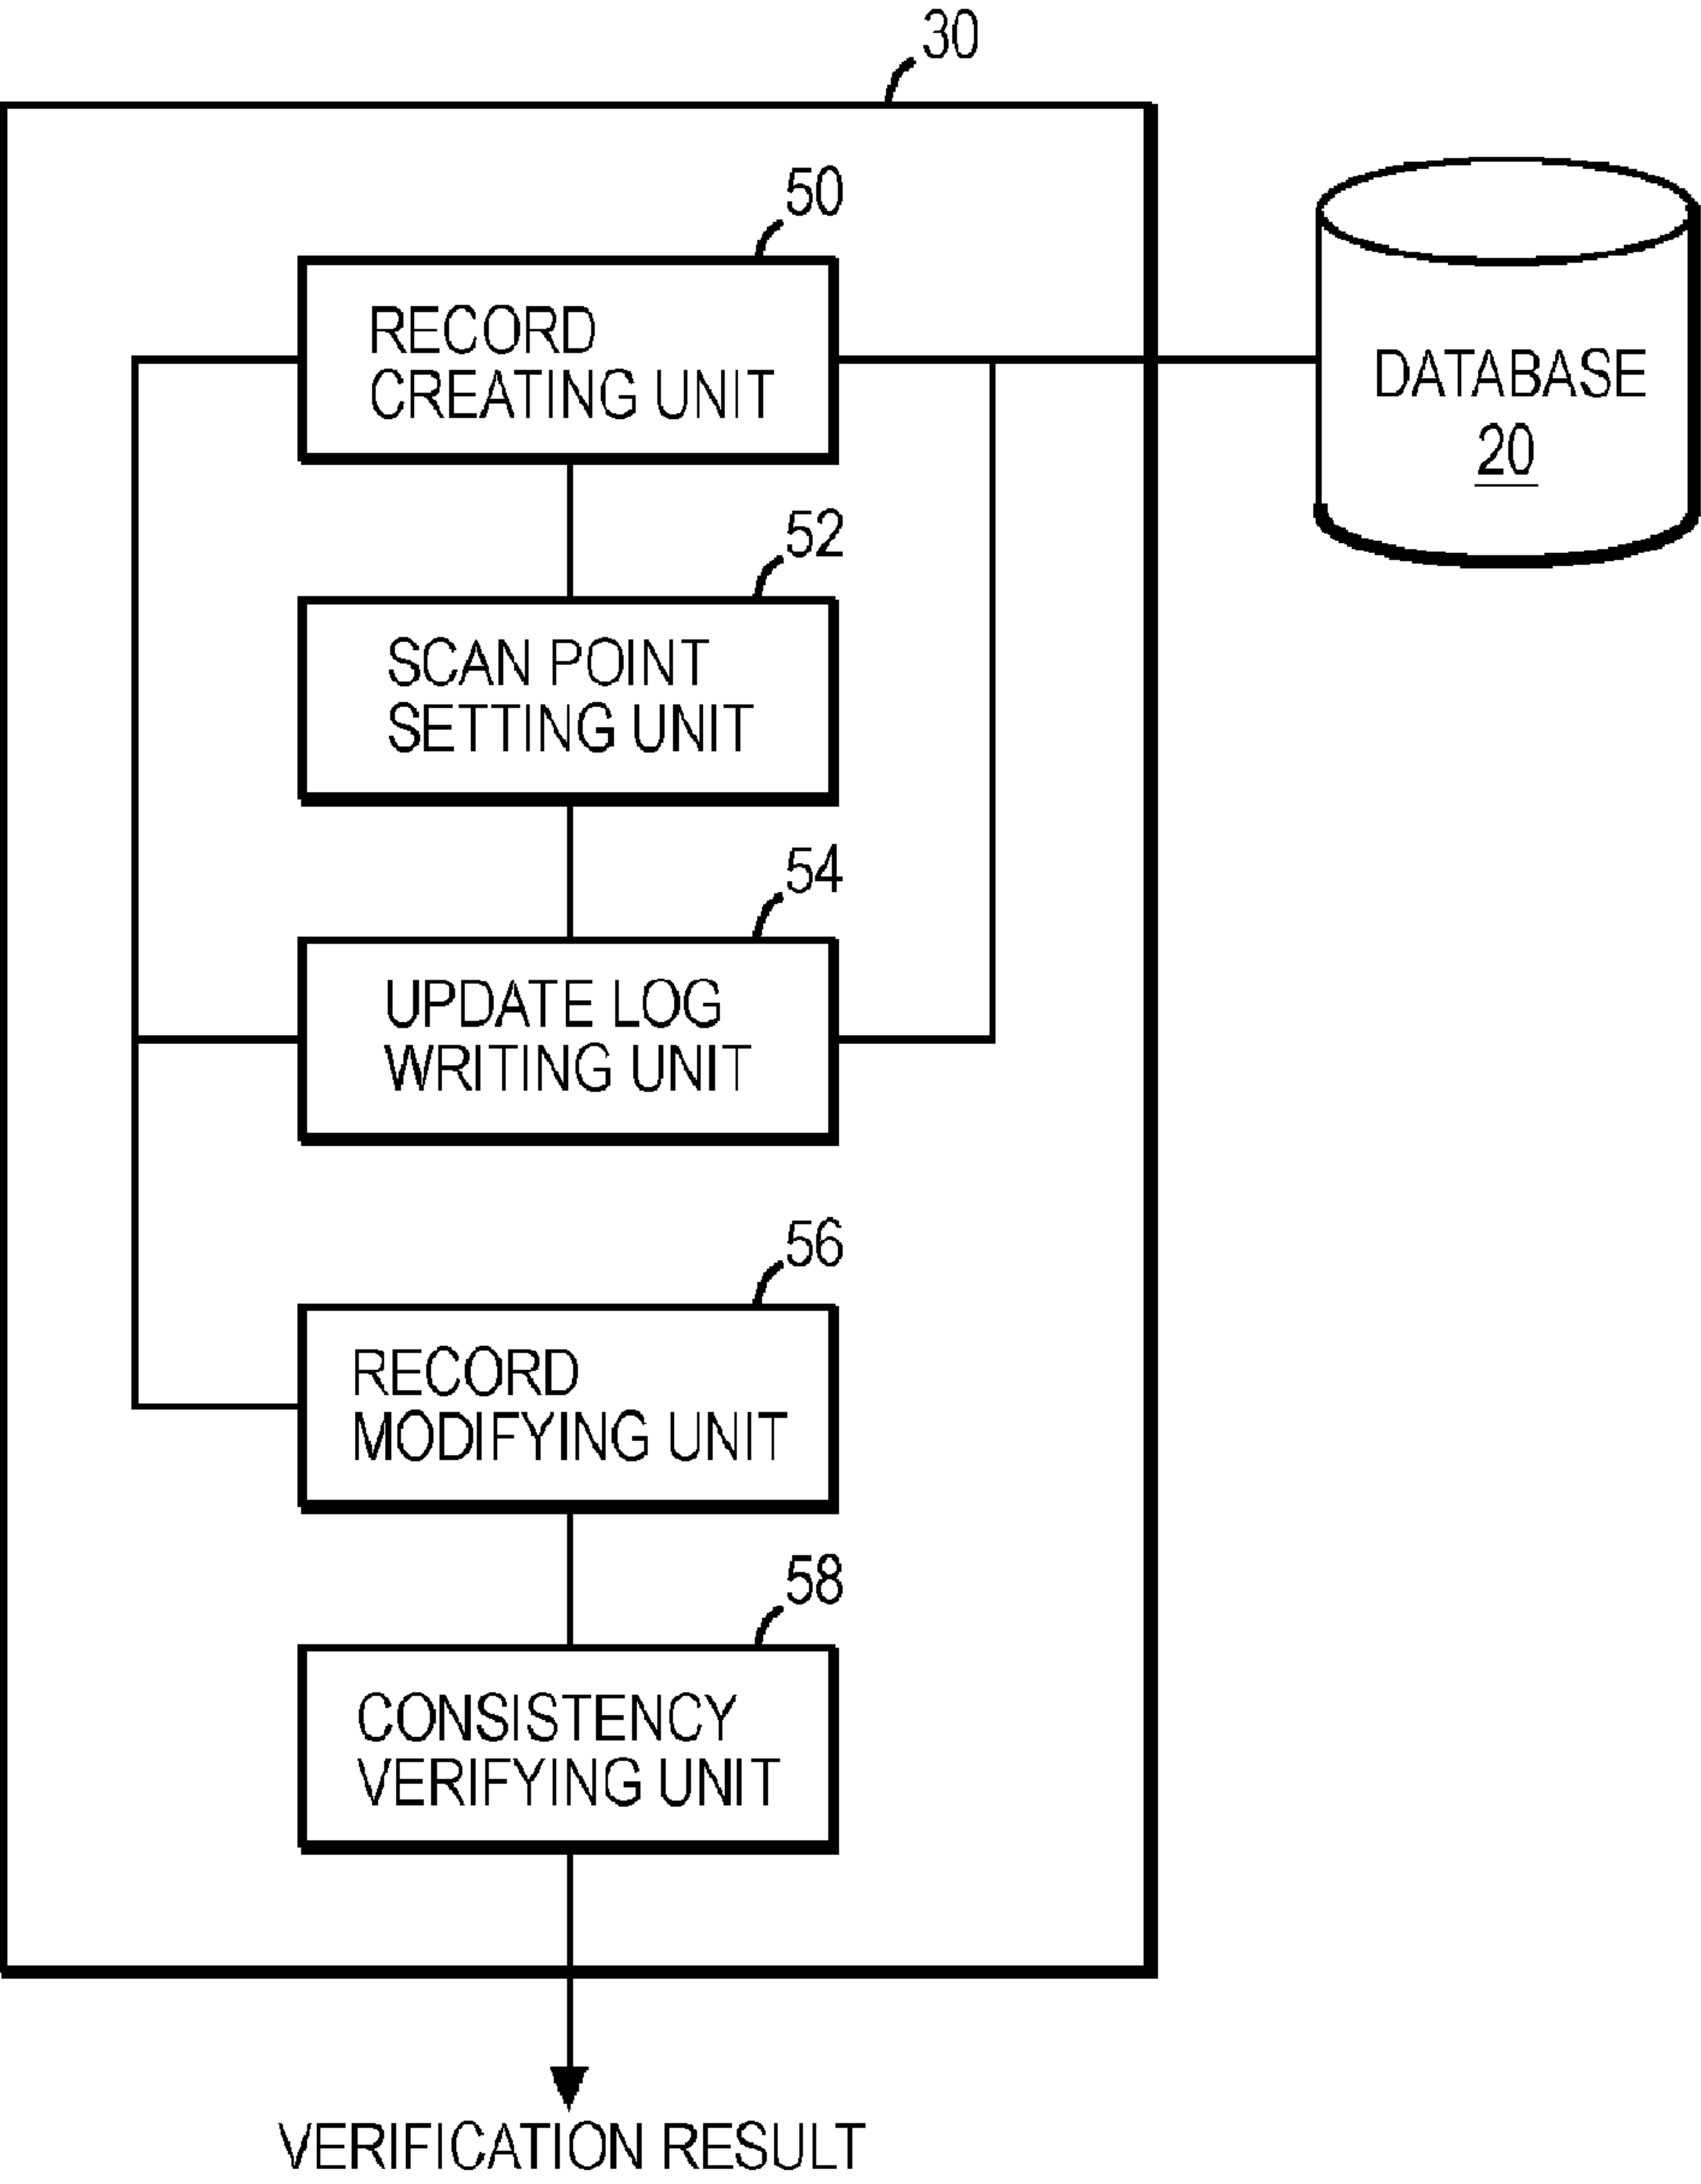 30
50
RECORD
CREATING UNIT
DATABASE
20
52
SCAN POINT
SETTING UNIT
54
UPDATE LOG
WRITING UNIT
56
RECORD
MODIFYING UNIT
58
CONSISTENCY
VERIFYING UNIT
VERIFICATION RESULT